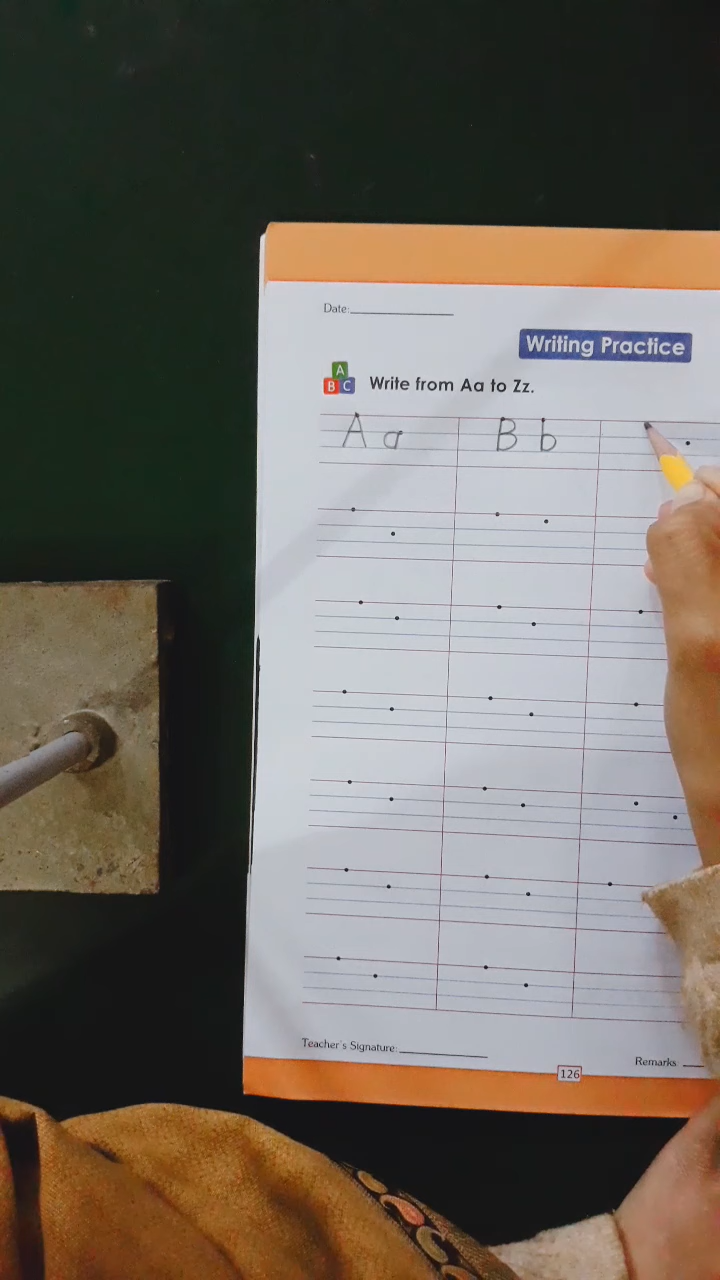 Date:
Writing Practice
A
B C
Write from Aa to Zz.
A a B b
Teacher's Signature:
Remarks:
126